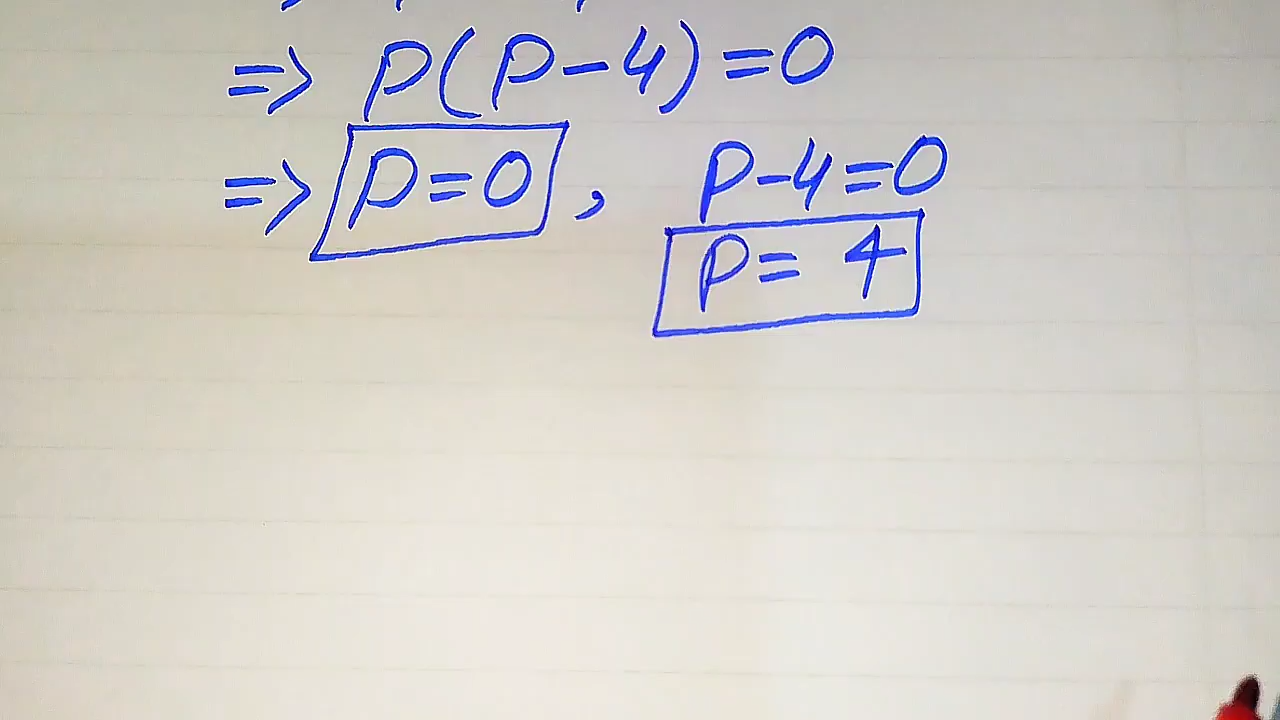 => P(P-4)=0
=> P=0, P-4=0
P= 4